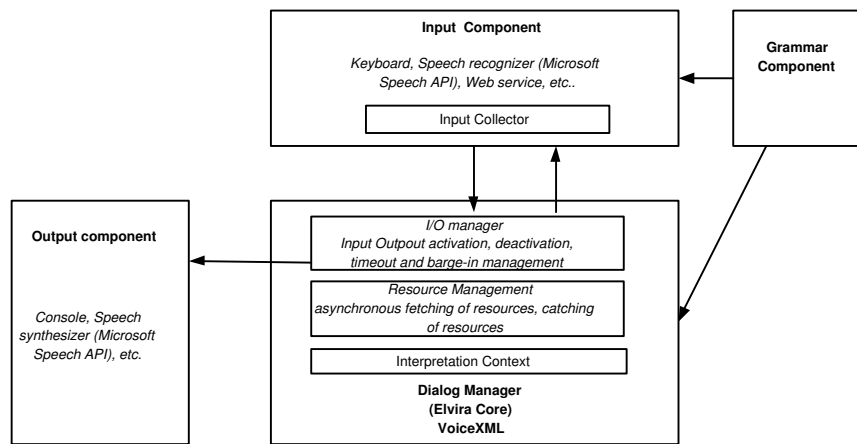 Input  Component
Keyboard, Speech recognizer (Microsoft
Speech API), Web service, etc..
Input Collector
Grammar
Component
Output component
Console, Speech
synthesizer (Microsoft
Speech API), etc.
I/O manager
Input Outpout activation, deactivation,
timeout and barge-in management
Resource Management
asynchronous fetching of resources, catching
of resources
Interpretation Context
Dialog Manager
(Elvira Core)
VoiceXML